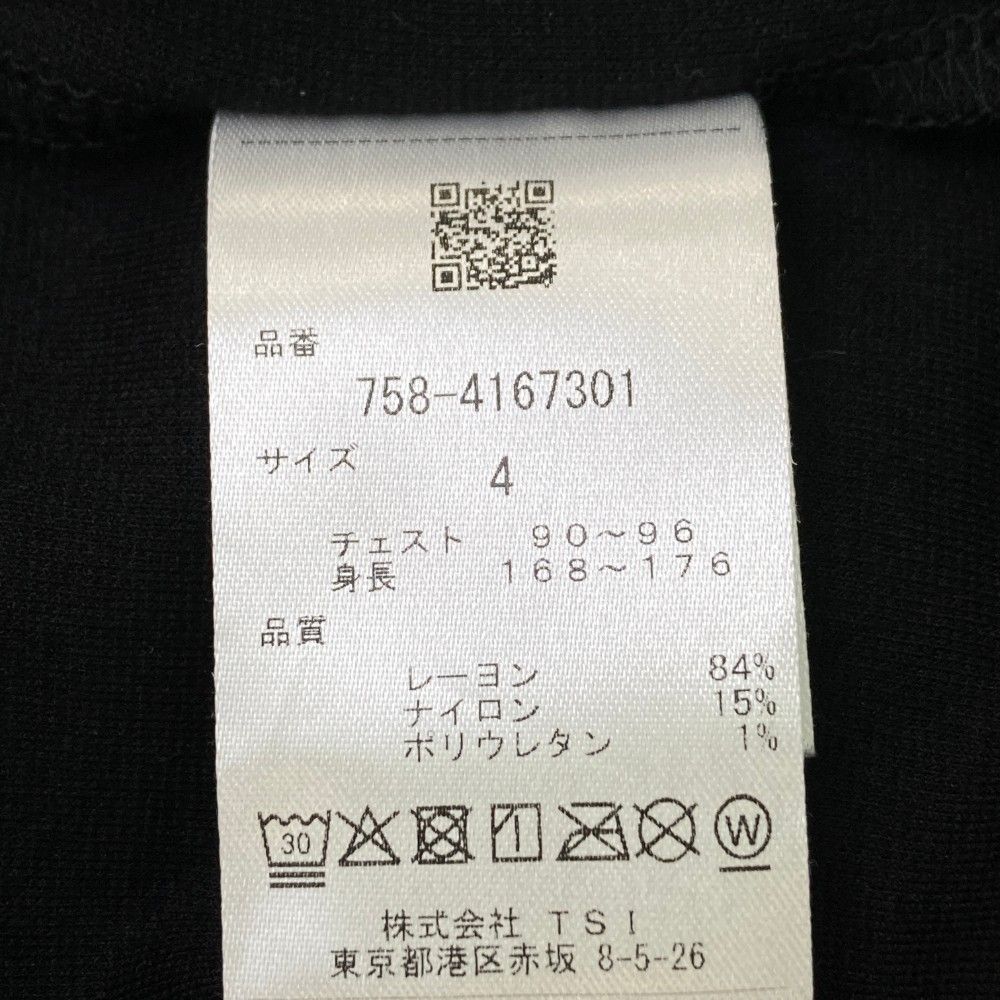 品番
758-4167301
サイズ
4
チェスト 90～96
身長 168～176
品質
レーヨン 84%
ナイロン 15%
ポリウレタン 1%
30 W
株式会社 TSI
東京都港区赤坂 8-5-26